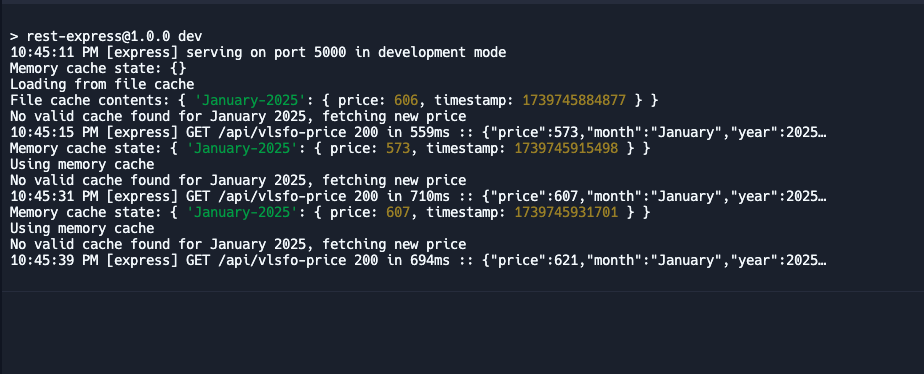 > rest-express@1.0.0 dev
10:45:11 PM [express] serving on port 5000 in development mode
Memory cache state: {}
Loading from file cache
File cache contents: { 'January-2025': { price: 606, timestamp: 1739745884877 } }
No valid cache found for January 2025, fetching new price
10:45:15 PM [express] GET /api/vlsfo-price 200 in 559ms :: {"price":573,"month":"January","year":2025…
Memory cache state: { 'January-2025': { price: 573, timestamp: 1739745915498 } }
Using memory cache
No valid cache found for January 2025, fetching new price
10:45:31 PM [express] GET /api/vlsfo-price 200 in 710ms :: {"price":607,"month":"January","year":2025…
Memory cache state: { 'January-2025': { price: 607, timestamp: 1739745931701 } }
Using memory cache
No valid cache found for January 2025, fetching new price
10:45:39 PM [express] GET /api/vlsfo-price 200 in 694ms :: {"price":621,"month":"January","year":2025…